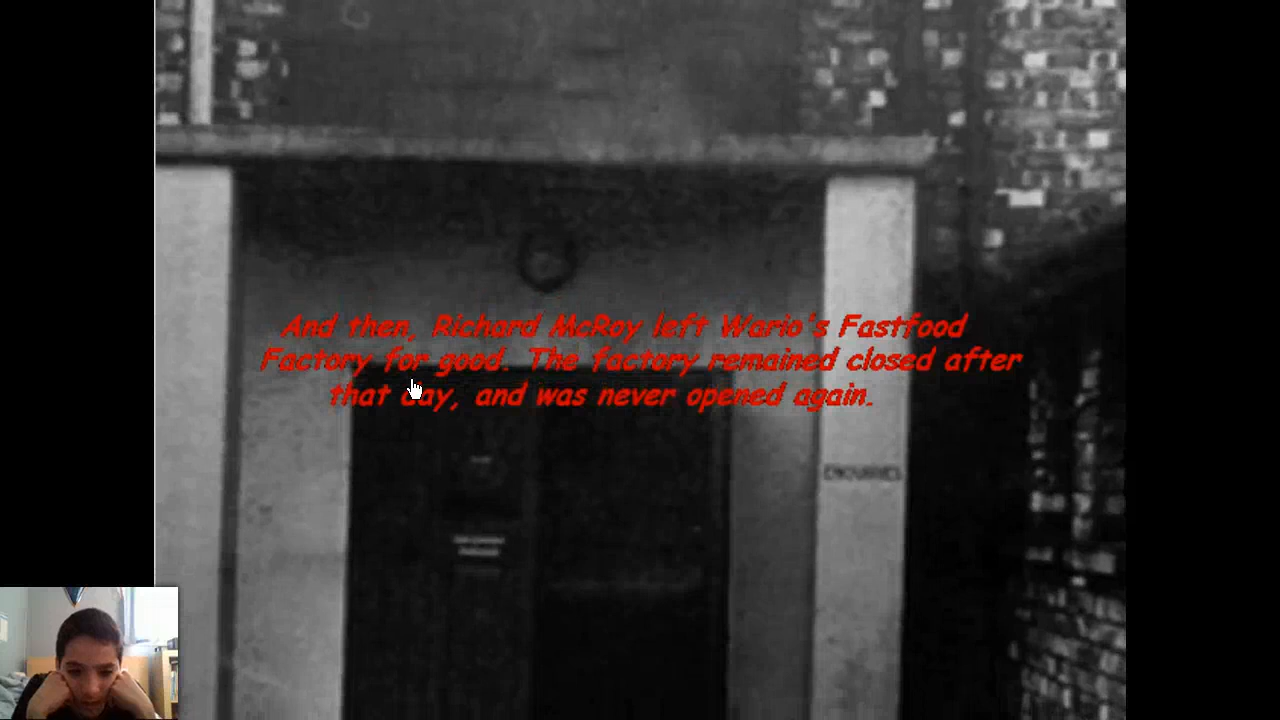 And then, Richard McRoy left Wario's Fastfood
Factory for good. The factory remained closed after
that day, and was never opened again.
ENQUIRIES